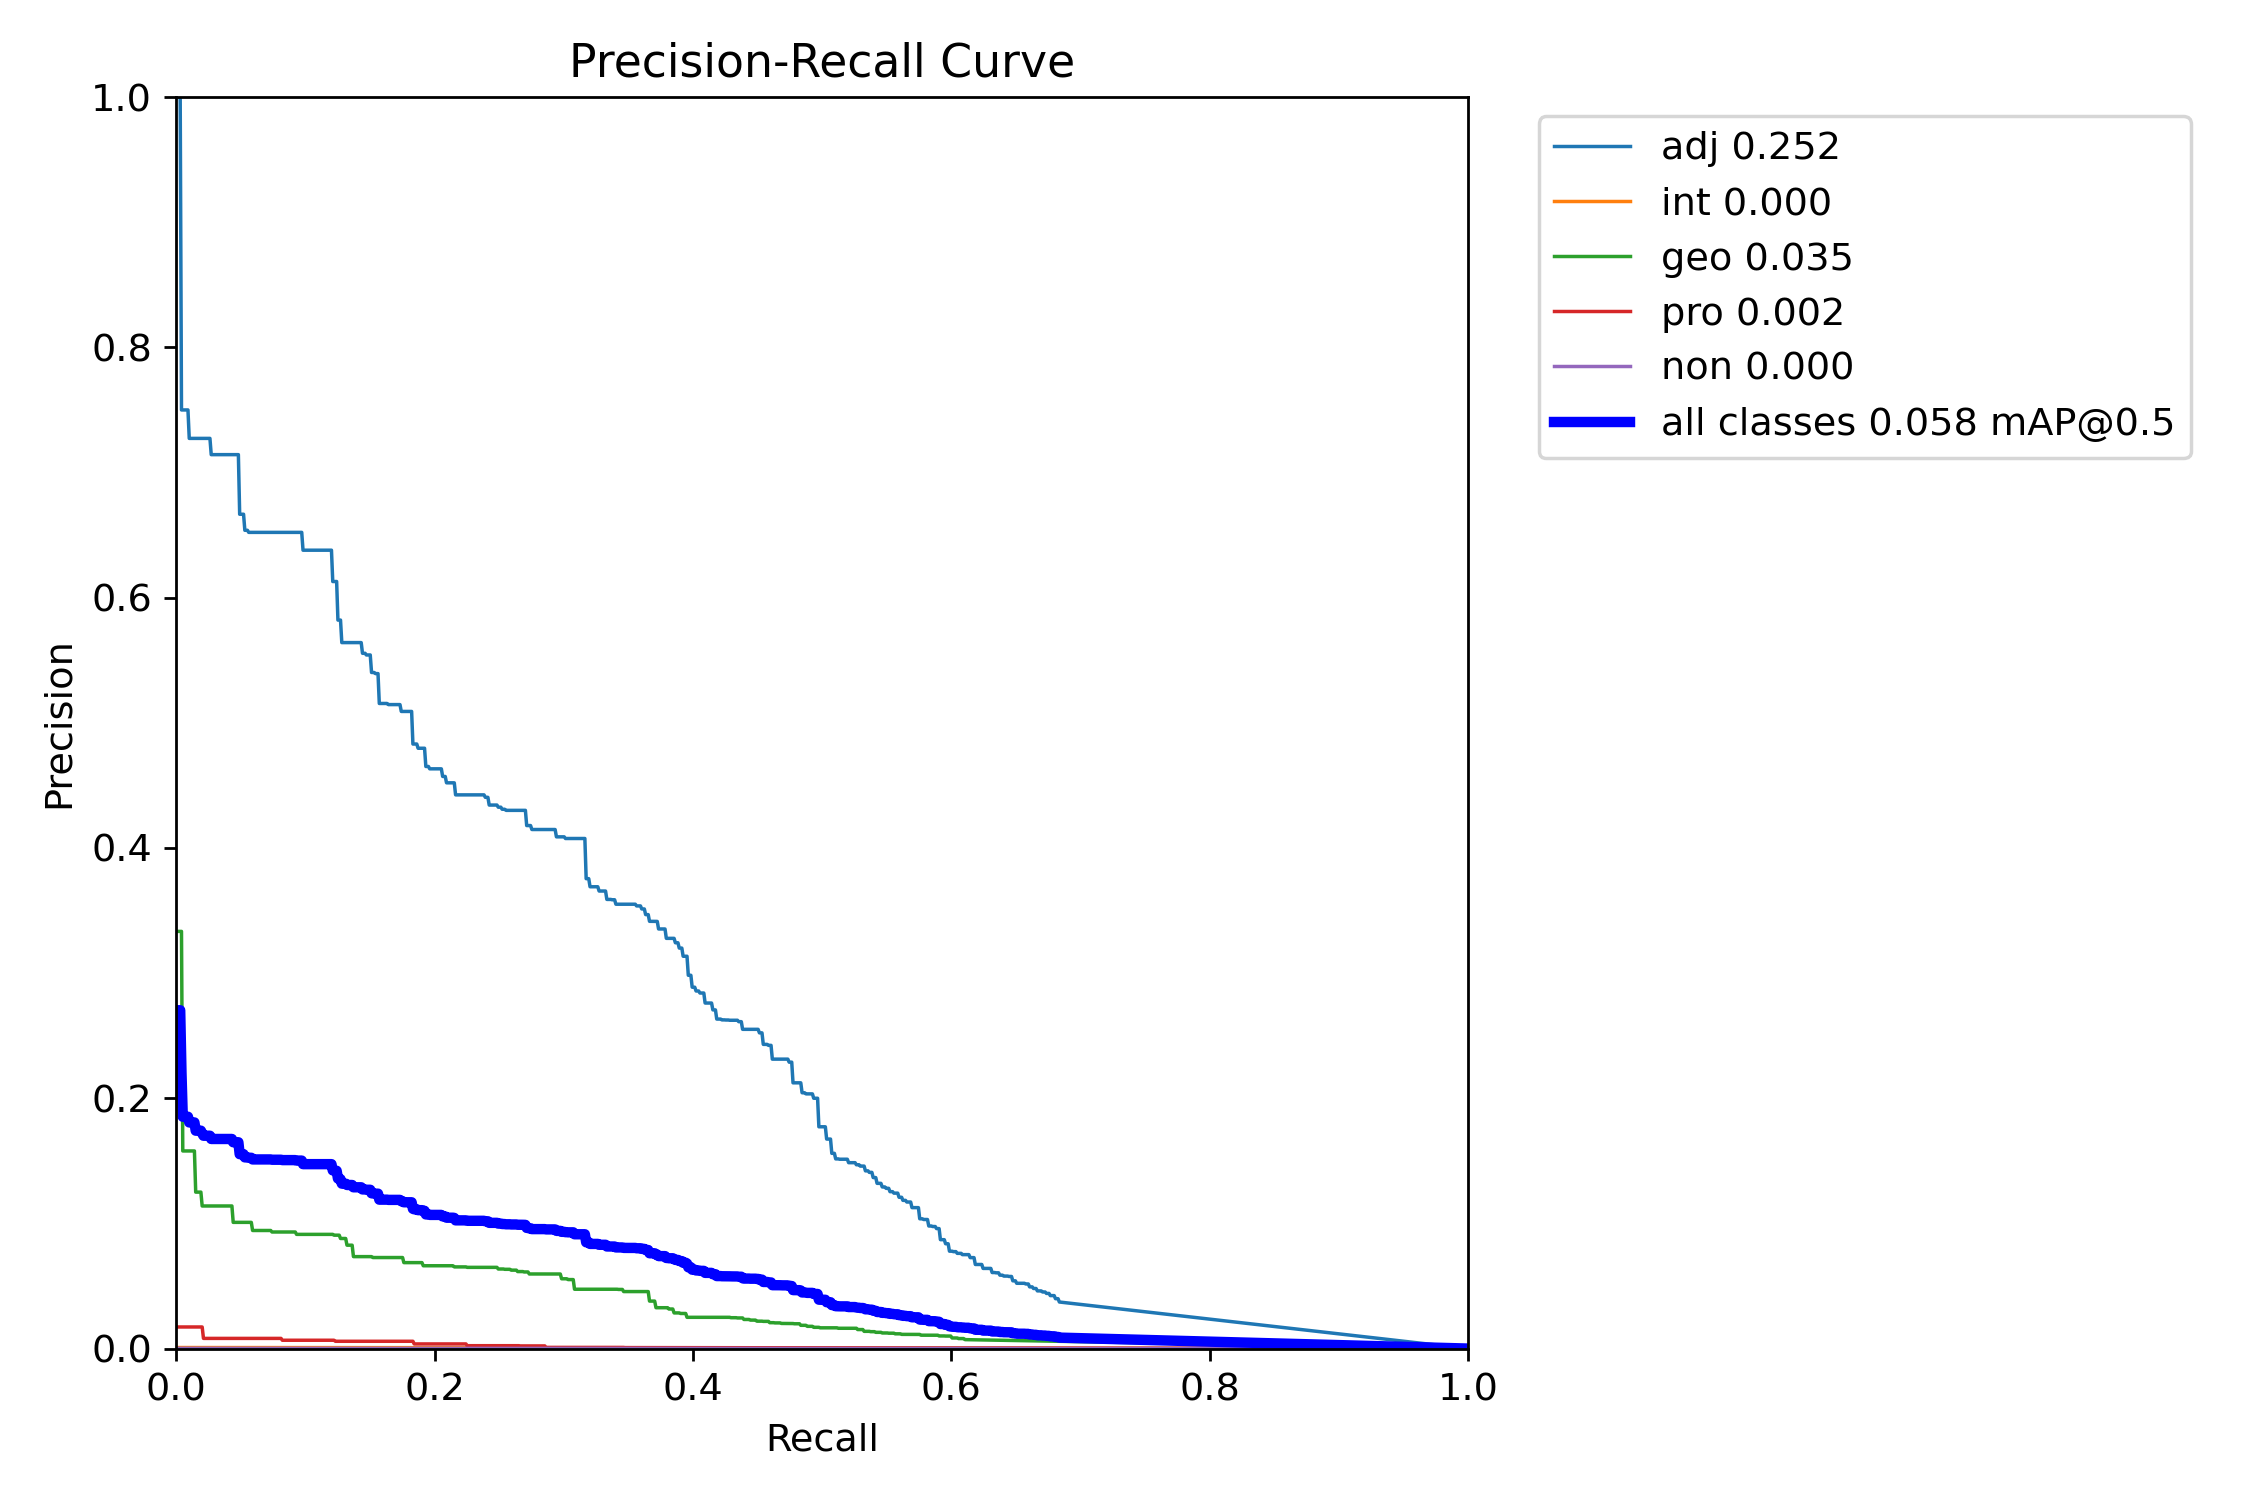 Precision-Recall Curve
1.0
0.8
0.6
0.4
0.2
0.0
Precision
0.0 0.2 0.4 0.6 0.8 1.0
Recall
adj 0.252
int 0.000
geo 0.035
pro 0.002
non 0.000
all classes 0.058 mAP@0.5